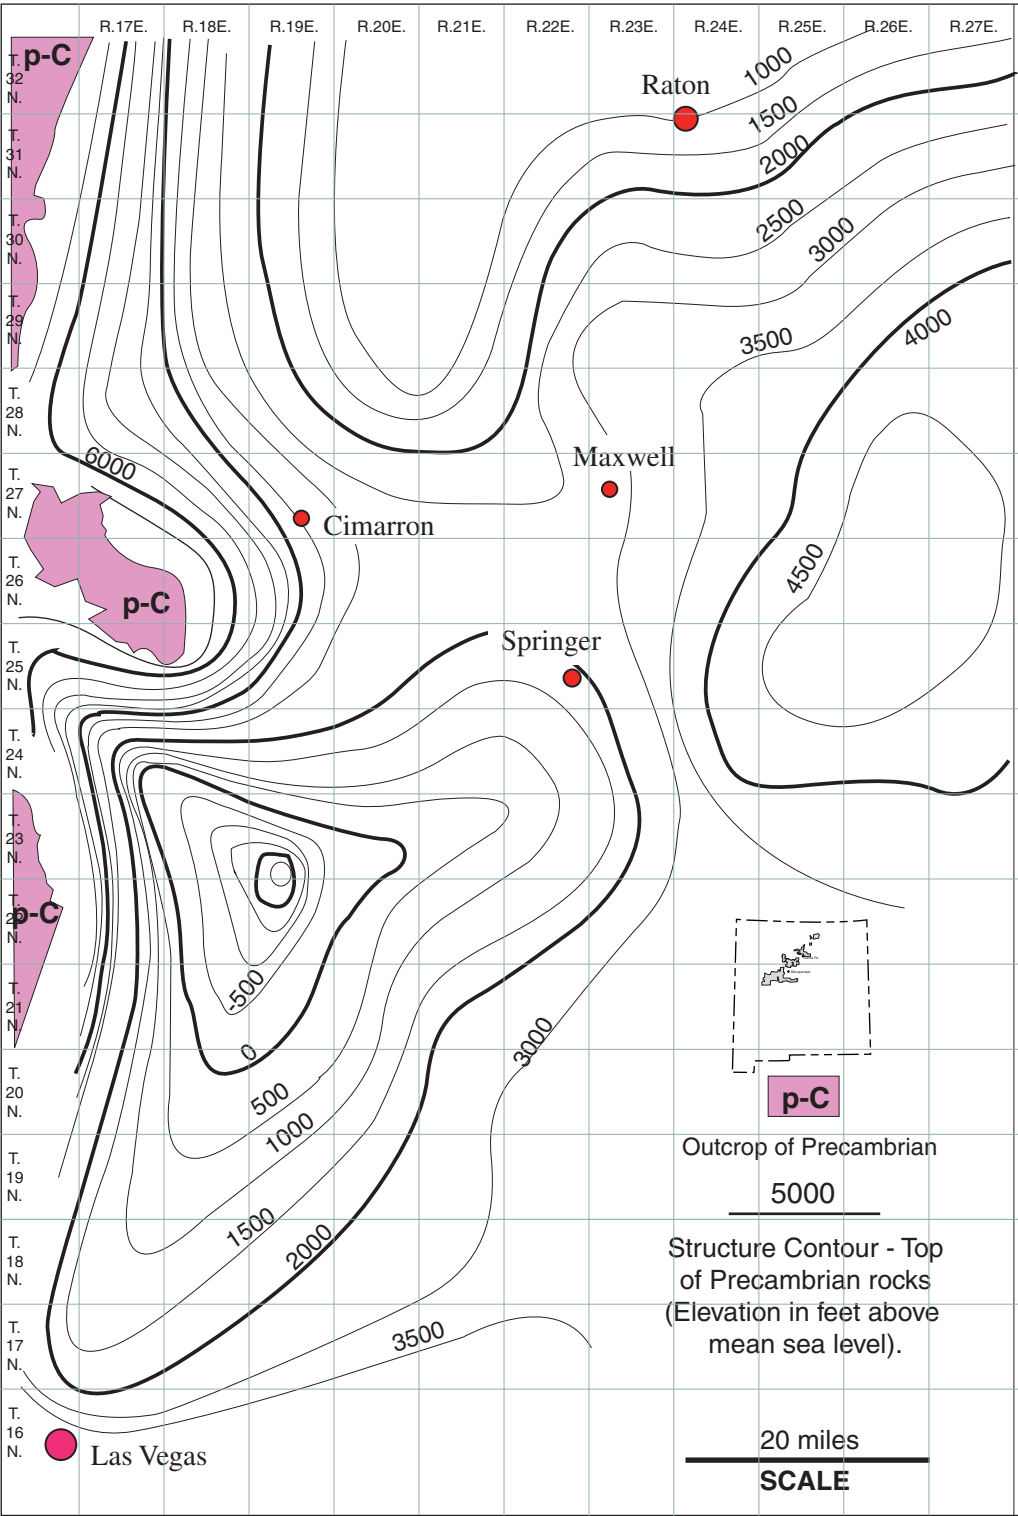 R.17E. R.18E. R.19E. R.20E. R.21E. R.22E. R.23E. R.24E. R.25E. R.26E. R.27E.
p-C
T.
32
N.
1000
Raton
1500
T.
31
N.
2000
T.
30
N.
2500
3000
T.
29
N.
3500
4000
T.
28
N.
6000
Maxwell
T.
27
N.
Cimarron
4500
T.
26
N.
p-C
Springer
T.
25
N.
T.
24
N.
T.
23
N.
T.
22
N.
p-C
-500
T.
21
N.
3000
0
T.
20
N.
500
p-C
1000
Outcrop of Precambrian
T.
19
N.
5000
1500
2000
T.
18
N.
Structure Contour - Top
of Precambrian rocks
(Elevation in feet above
mean sea level).
T.
17
N.
3500
T.
16
N.
Las Vegas
20 miles
SCALE